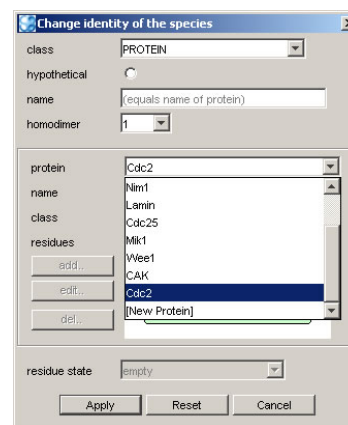 Change identity of the species
class PROTEIN
hypothetical
name (equals name of protein)
homodimer 1
protein Cdc2
name Nim1
Lamin
class Cdc25
residues Mik1
add.. Wee1
CAK
edit.. Cdc2
del.. [New Protein]
residue state empty
Apply Reset Cancel